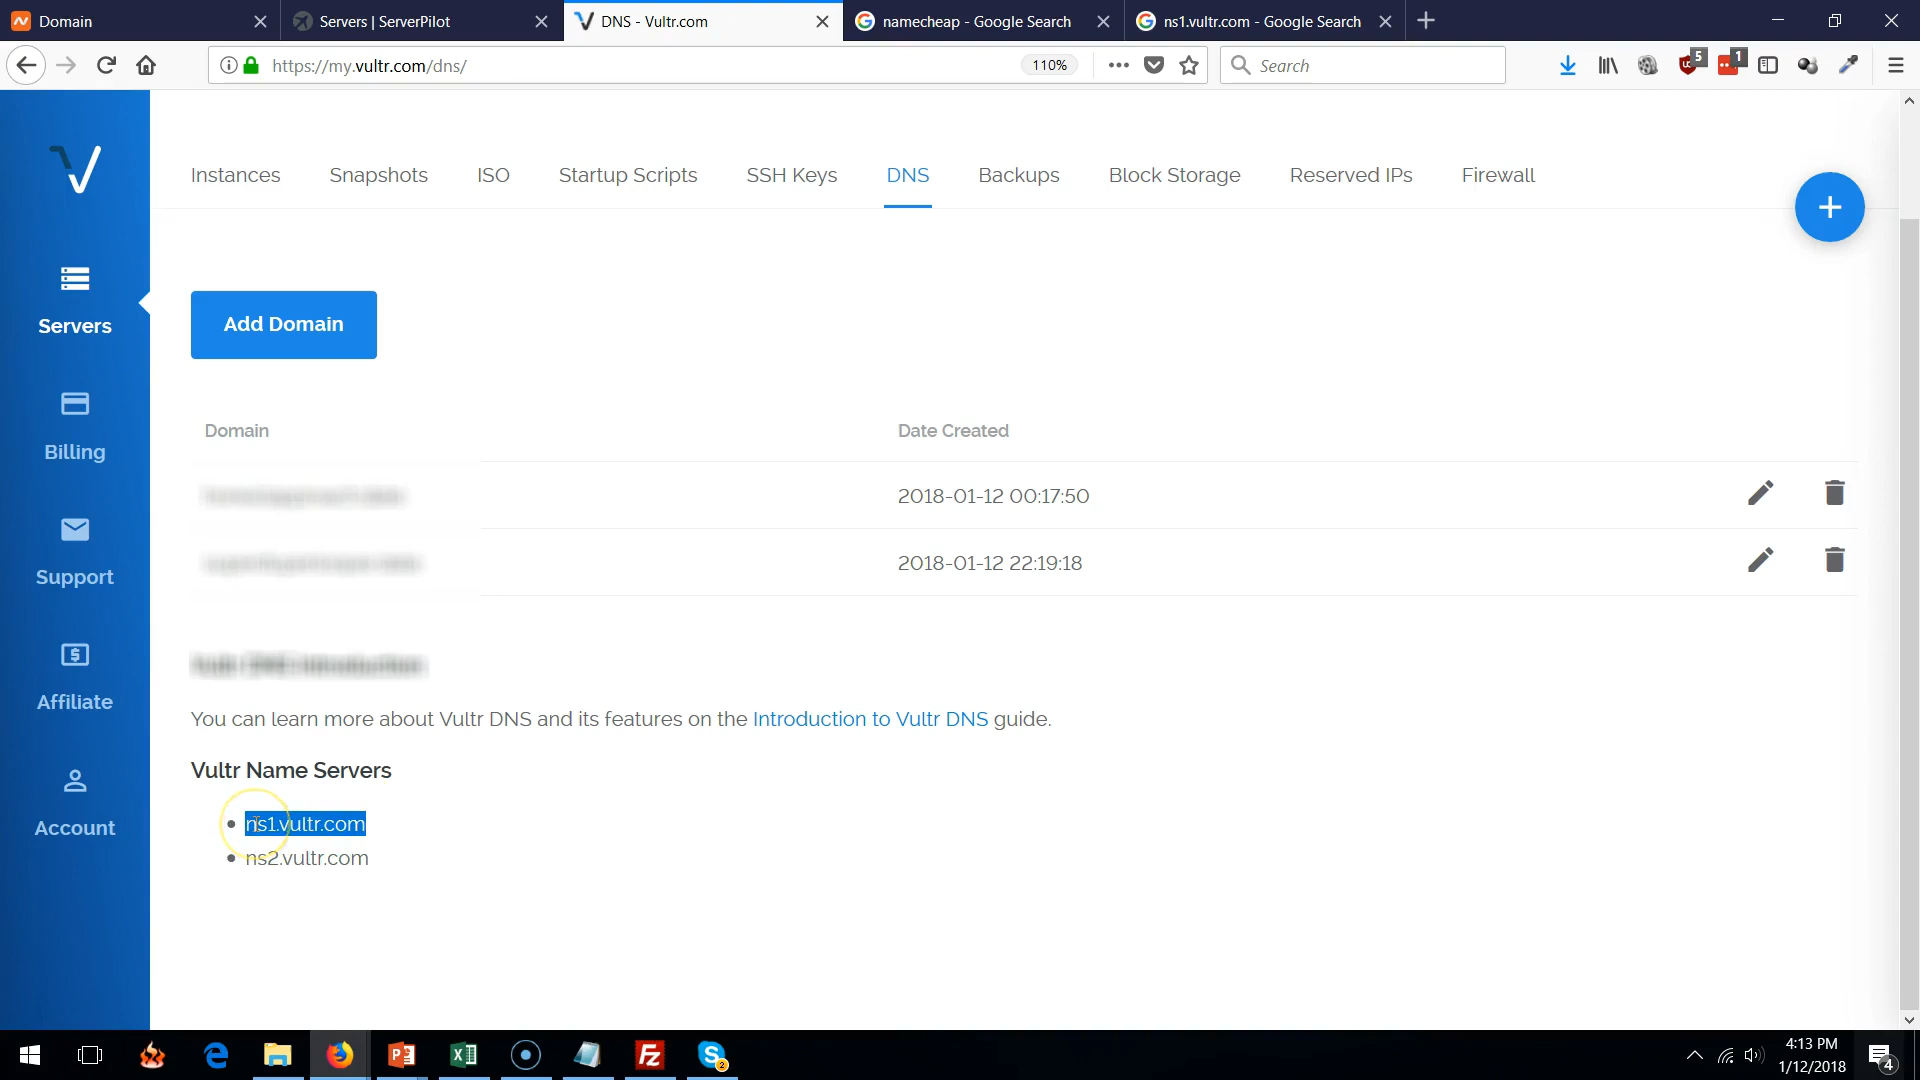 Domain
Servers | ServerPilot
DNS - Vultr.com
namecheap - Google Search
ns1.vultr.com - Google Search
https://my.vultr.com/dns/
110%
Search
5
1
Instances
Snapshots
ISO
Startup Scripts
SSH Keys
DNS
Backups
Block Storage
Reserved IPs
Firewall
Servers
Billing
Support
Affiliate
Account
Add Domain
Domain
Date Created
2018-01-12 00:17:50
2018-01-12 22:19:18
You can learn more about Vultr DNS and its features on the Introduction to Vultr DNS guide.
Vultr Name Servers
ns1.vultr.com
ns2.vultr.com
2
4:13 PM
1/12/2018
4